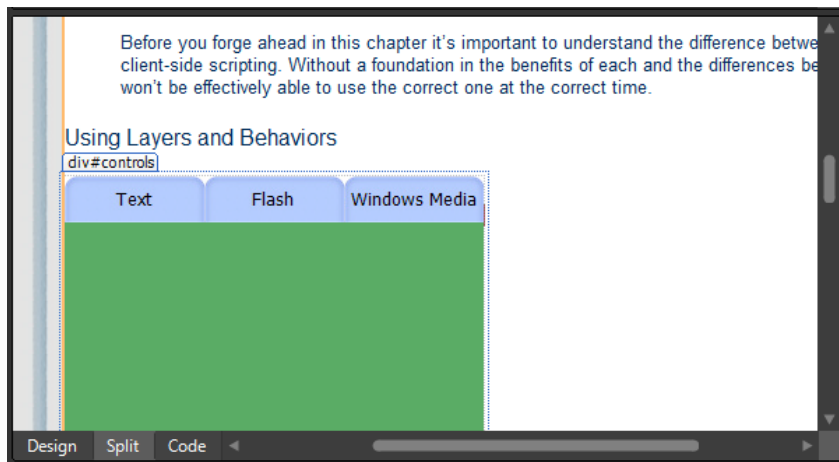 Before you forge ahead in this chapter it's important to understand the difference
client-side scripting. Without a foundation in the benefits of each and the differences
won't be effectively able to use the correct one at the correct time.
Using Layers and Behaviors
div#controls
Text Flash Windows Media
Design Split Code